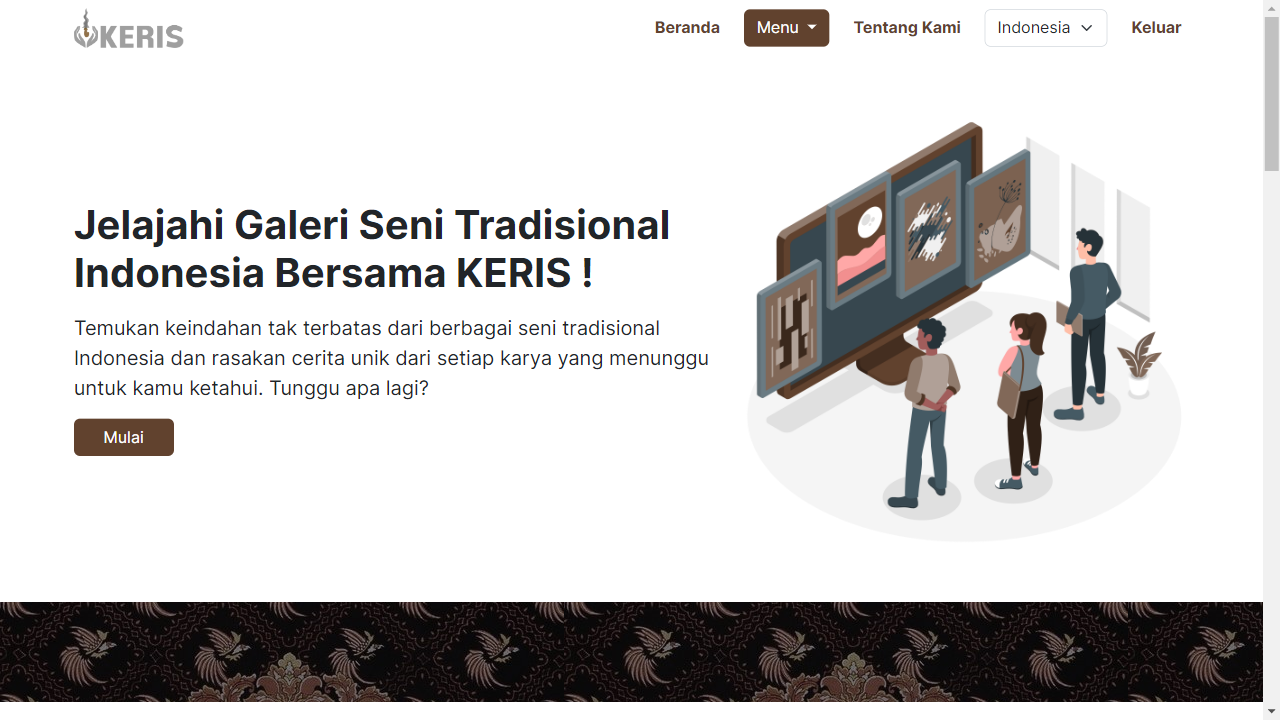 KERIS
Beranda
Menu
Tentang Kami
Indonesia
Keluar
Jelajahi Galeri Seni Tradisional
Indonesia Bersama KERIS !
Temukan keindahan tak terbatas dari berbagai seni tradisional
Indonesia dan rasakan cerita unik dari setiap karya yang menunggu
untuk kamu ketahui. Tunggu apa lagi?
Mulai